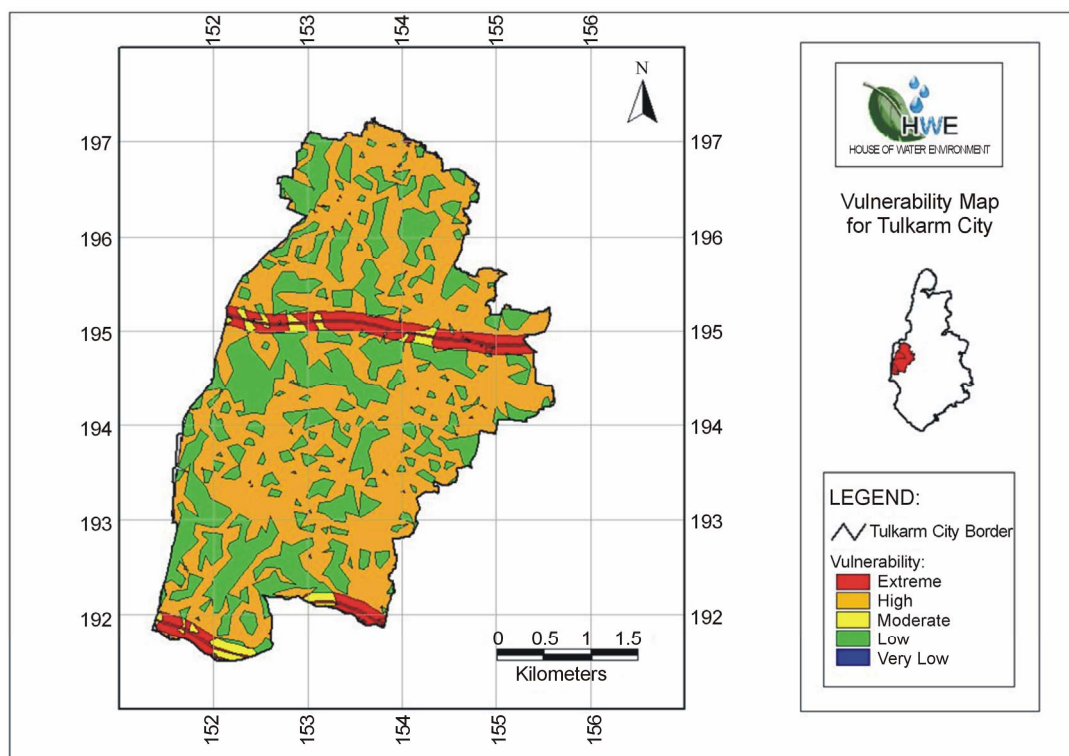 152 153 154 155 156
N
197 197
196 196
195 195
194 194
193 193
192 192
0 0.5 1 1.5
Kilometers
152 153 154 155 156
HWE
HOUSE OF WATER ENVIRONMENT
Vulnerability Map
for Tulkarm City
LEGEND:
Tulkarm City Border
Vulnerability:
Extreme
High
Moderate
Low
Very Low